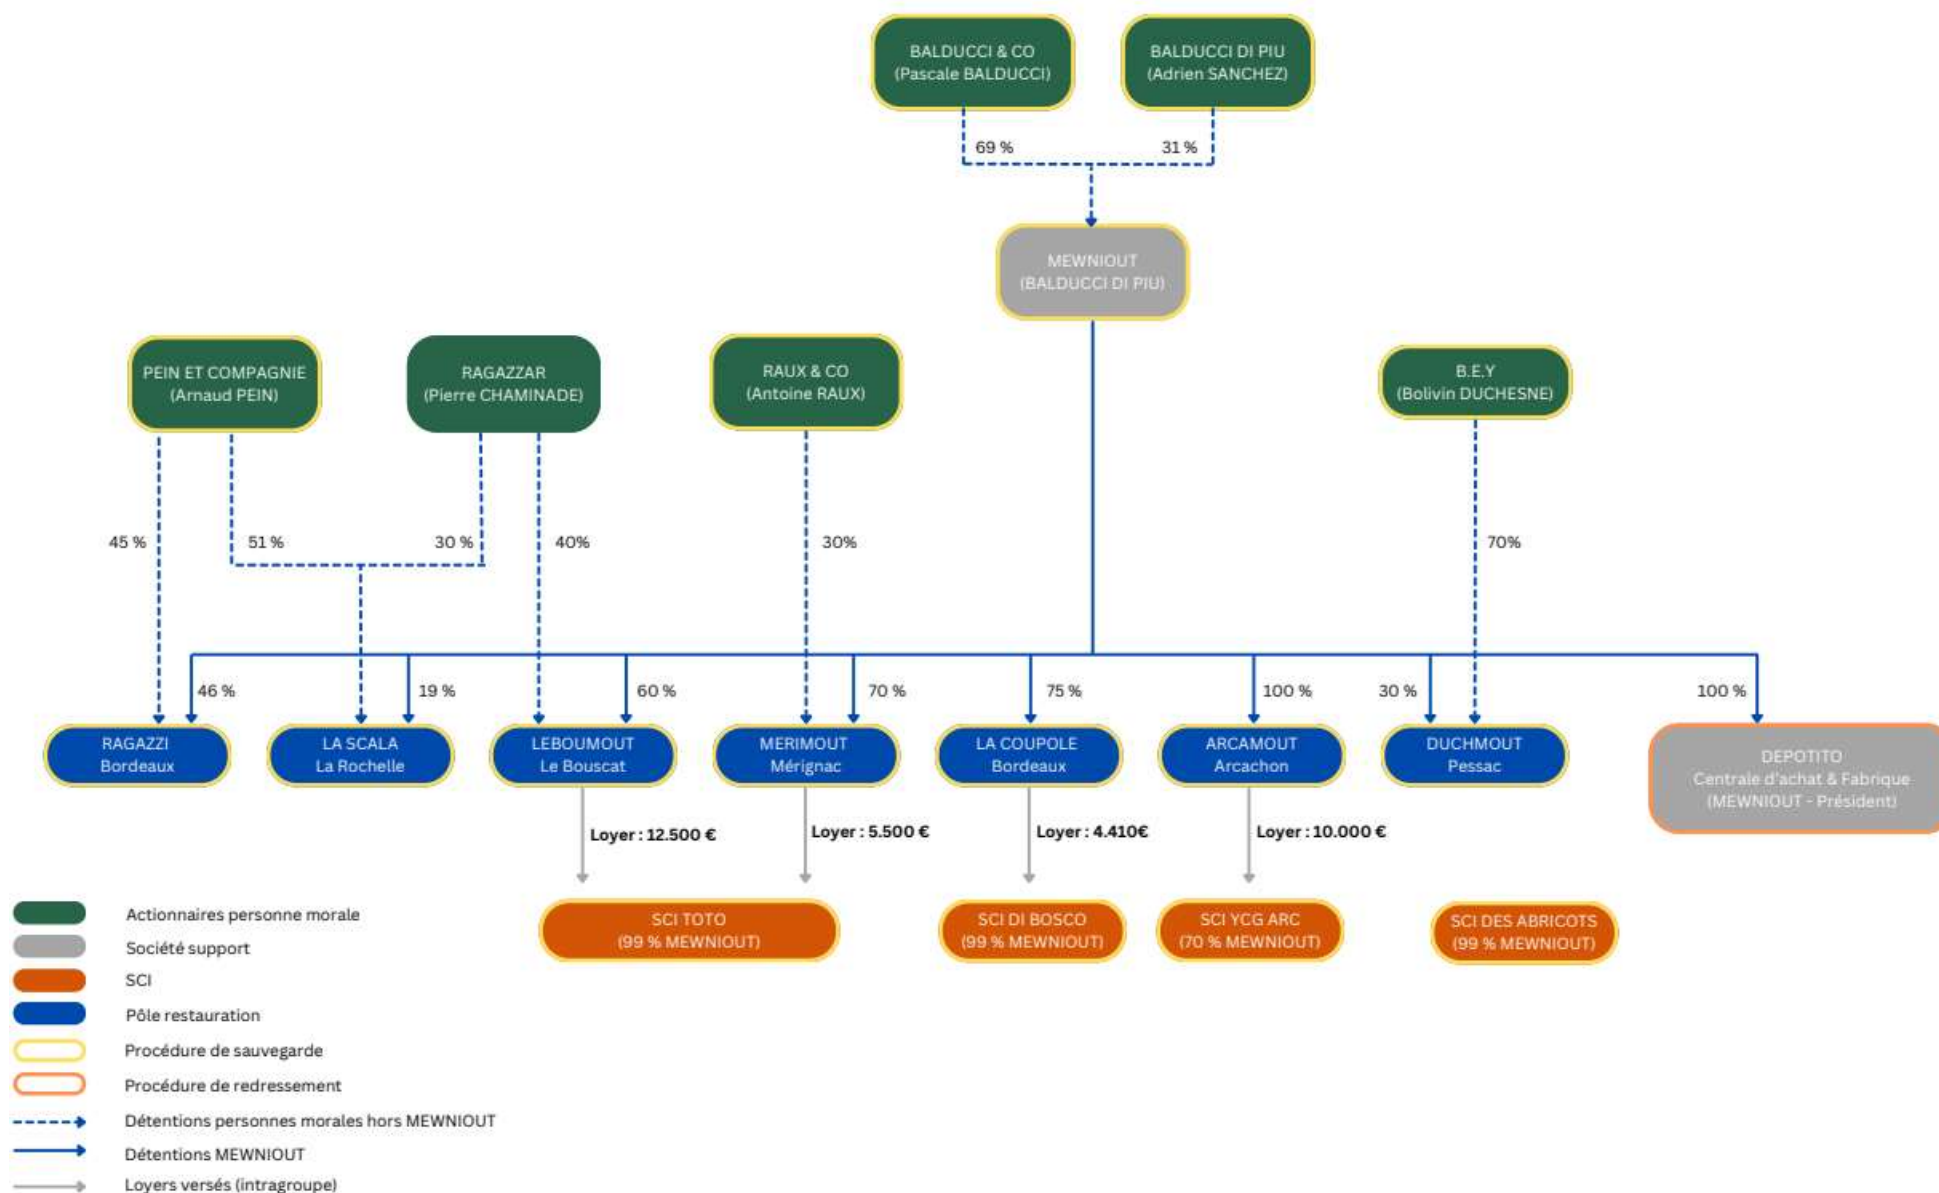 BALDUCCI & CO
(Pascale BALDUCCI)
BALDUCCI DI PIU
(Adrien SANCHEZ)
69 %
31 %
MEWNIOUT
(BALDUCCI DI PIU)
PEIN ET COMPAGNIE
(Arnaud PEIN)
RAGAZZAR
(Pierre CHAMINADE)
RAUX & CO
(Antoine RAUX)
B.E.Y
(Bolivin DUCHESNE)
45 %
51 %
30 %
40%
30%
70%
46 %
19 %
60 %
70 %
75 %
100 %
30 %
100 %
RAGAZZI
Bordeaux
LA SCALA
La Rochelle
LEBOUMOUT
Le Bouscat
MERIMOUT
Mérignac
LA COUPOLE
Bordeaux
ARCAMOUT
Arcachon
DUCHMOUT
Pessac
DEPOTITO
Centrale d'achat & Fabrique
(MEWNIOUT - Président)
Loyer : 12.500 €
Loyer : 5.500 €
Loyer : 4.410€
Loyer : 10.000 €
SCI TOTO
(99 % MEWNIOUT)
SCI DI BOSCO
(99 % MEWNIOUT)
SCI YCG ARC
(70 % MEWNIOUT)
SCI DES ABRICOTS
(99 % MEWNIOUT)
Actionnaires personne morale
Société support
SCI
Pôle restauration
Procédure de sauvegarde
Procédure de redressement
Détentions personnes morales hors MEWNIOUT
Détentions MEWNIOUT
Loyers versés (intragroupe)